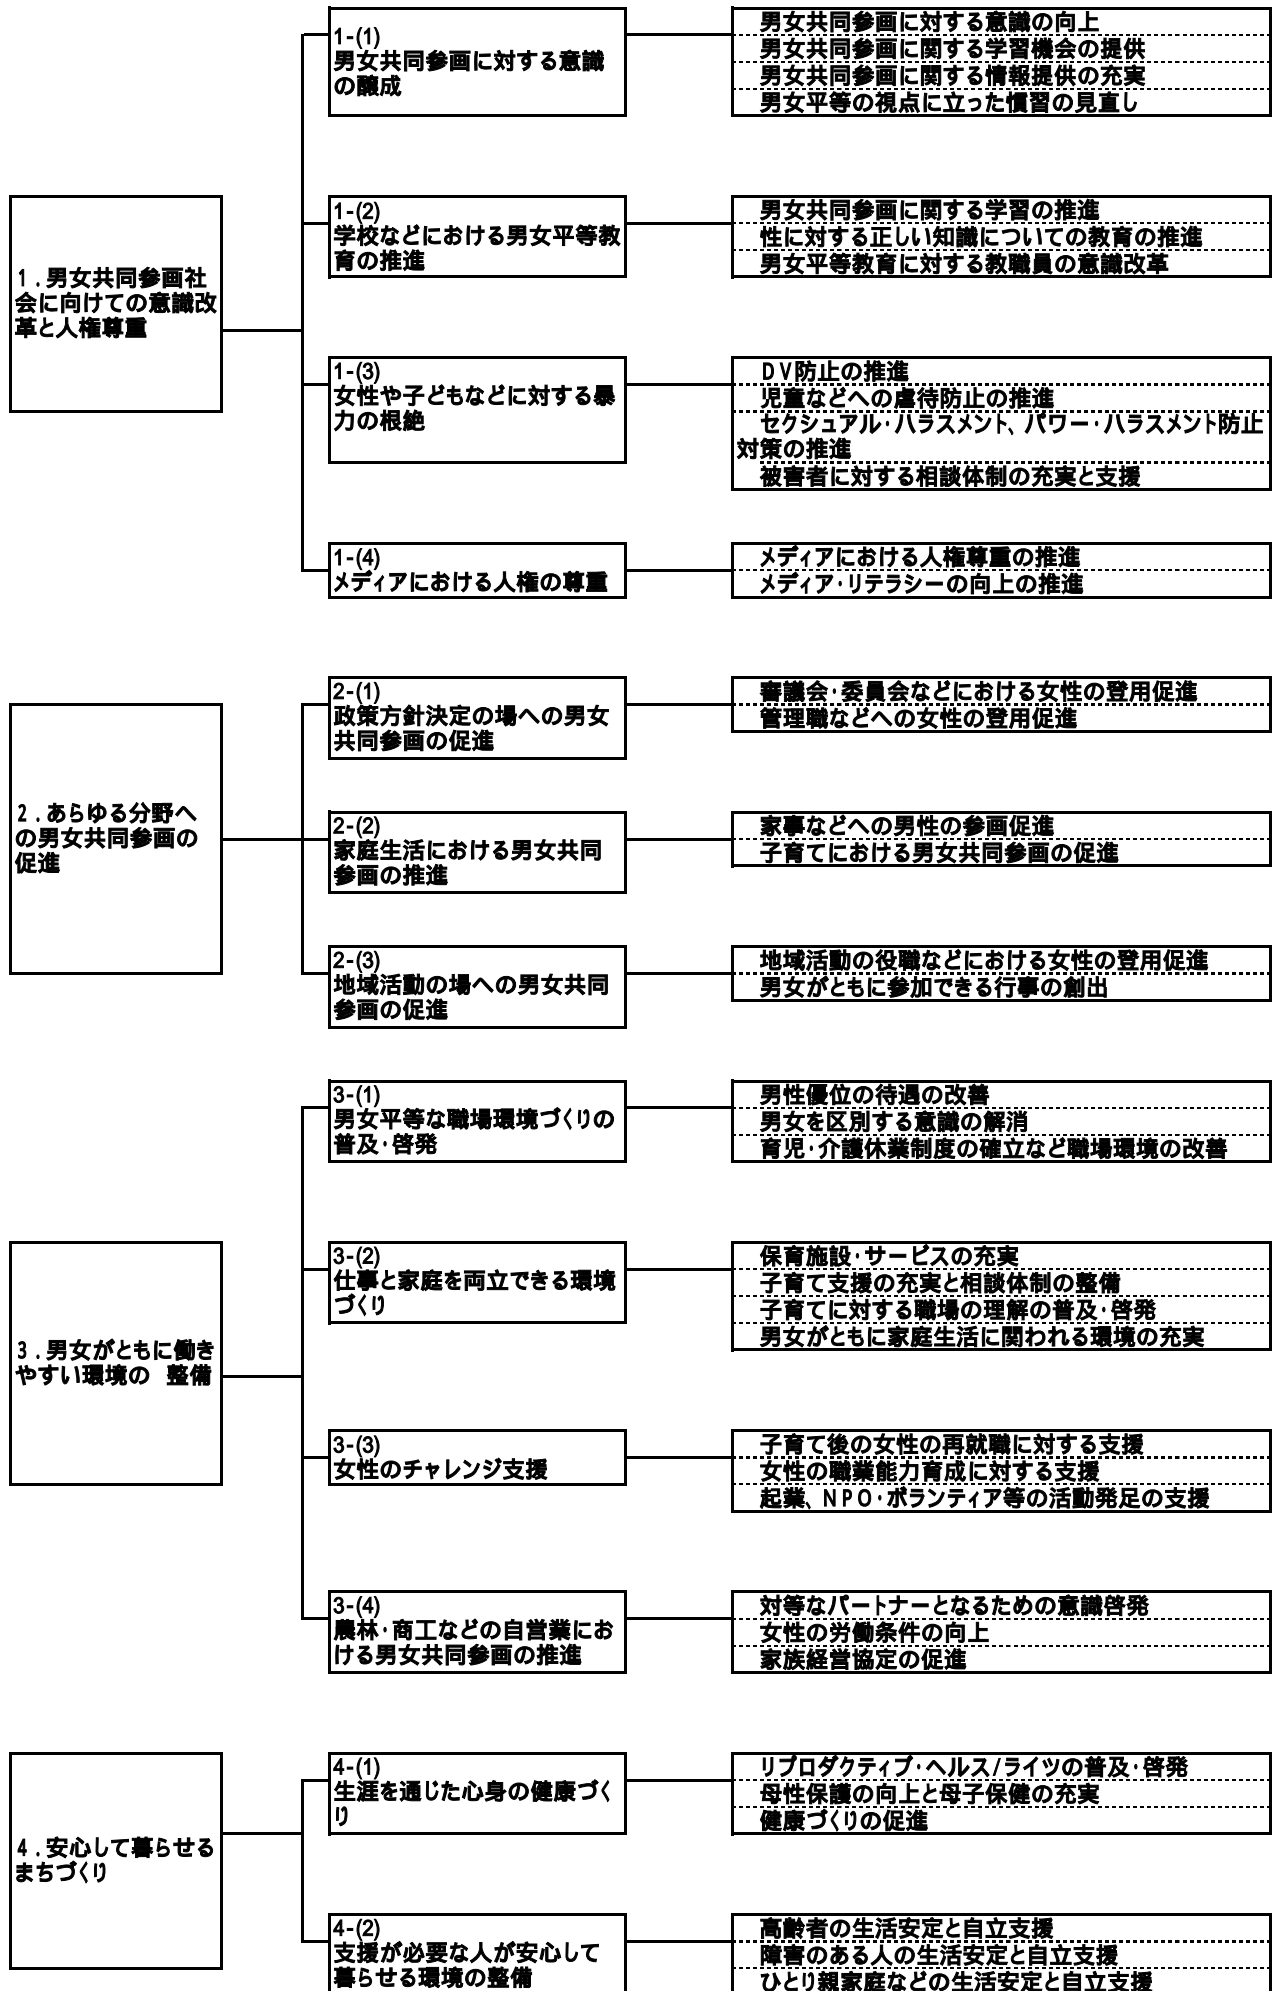 1．男女共同参画社
会に向けての意識改
革と人権尊重
1-(1)
男女共同参画に対する意識
の醸成
男女共同参画に対する意識の向上
男女共同参画に関する学習機会の提供
男女共同参画に関する情報提供の充実
男女平等の視点に立った慣習の見直し
1-(2)
学校などにおける男女平等教
育の推進
男女共同参画に関する学習の推進
性に対する正しい知識についての教育の推進
男女平等教育に対する教職員の意識改革
1-(3)
女性や子どもなどに対する暴
力の根絶
DV防止の推進
児童などへの虐待防止の推進
セクシュアル・ハラスメント、パワー・ハラスメント防止
対策の推進
被害者に対する相談体制の充実と支援
1-(4)
メディアにおける人権の尊重
メディアにおける人権尊重の推進
メディア・リテラシーの向上の推進
2．あらゆる分野へ
の男女共同参画の
促進
2-(1)
政策方針決定の場への男女
共同参画の促進
審議会・委員会などにおける女性の登用促進
管理職などへの女性の登用促進
2-(2)
家庭生活における男女共同
参画の推進
家事などへの男性の参画促進
子育てにおける男女共同参画の促進
2-(3)
地域活動の場への男女共同
参画の促進
地域活動の役職などにおける女性の登用促進
男女がともに参加できる行事の創出
3．男女がともに働き
やすい環境の　整備
3-(1)
男女平等な職場環境づくりの
普及・啓発
男性優位の待遇の改善
男女を区別する意識の解消
育児・介護休業制度の確立など職場環境の改善
3-(2)
仕事と家庭を両立できる環境
づくり
保育施設・サービスの充実
子育て支援の充実と相談体制の整備
子育てに対する職場の理解の普及・啓発
男女がともに家庭生活に関われる環境の充実
3-(3)
女性のチャレンジ支援
子育て後の女性の再就職に対する支援
女性の職業能力育成に対する支援
起業、NPO・ボランティア等の活動発足の支援
3-(4)
農林・商工などの自営業にお
ける男女共同参画の推進
対等なパートナーとなるための意識啓発
女性の労働条件の向上
家族経営協定の促進
4．安心して暮らせる
まちづくり
4-(1)
生涯を通じた心身の健康づく
り
リプロダクティブ・ヘルス/ライツの普及・啓発
母性保護の向上と母子保健の充実
健康づくりの促進
4-(2)
支援が必要な人が安心して
暮らせる環境の整備
高齢者の生活安定と自立支援
障害のある人の生活安定と自立支援
ひとり親家庭などの生活安定と自立支援